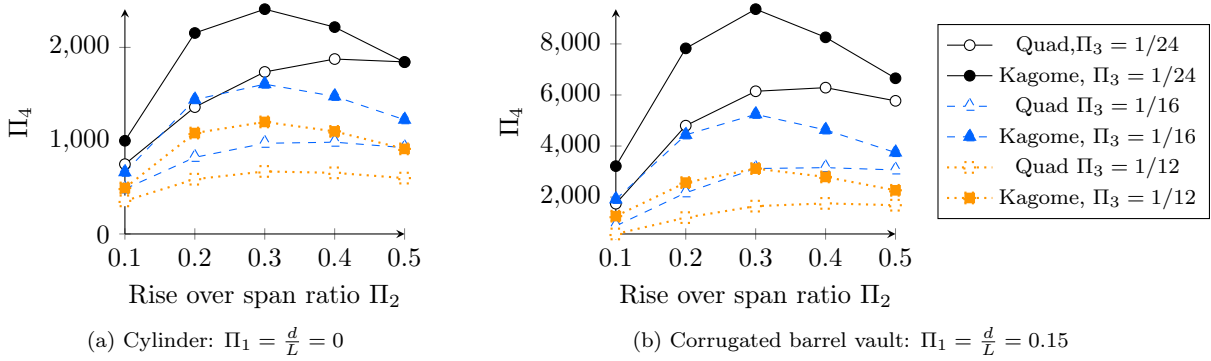 2,000
1,000
0
Π4
0.1 0.2 0.3 0.4 0.5
Rise over span ratio Π2
(a) Cylinder: Π1 = d/L = 0
8,000
6,000
4,000
2,000
Π4
0.1 0.2 0.3 0.4 0.5
Rise over span ratio Π2
(b) Corrugated barrel vault: Π1 = d/L = 0.15
Quad,Π3 = 1/24
Kagome, Π3 = 1/24
Quad Π3 = 1/16
Kagome, Π3 = 1/16
Quad Π3 = 1/12
Kagome, Π3 = 1/12